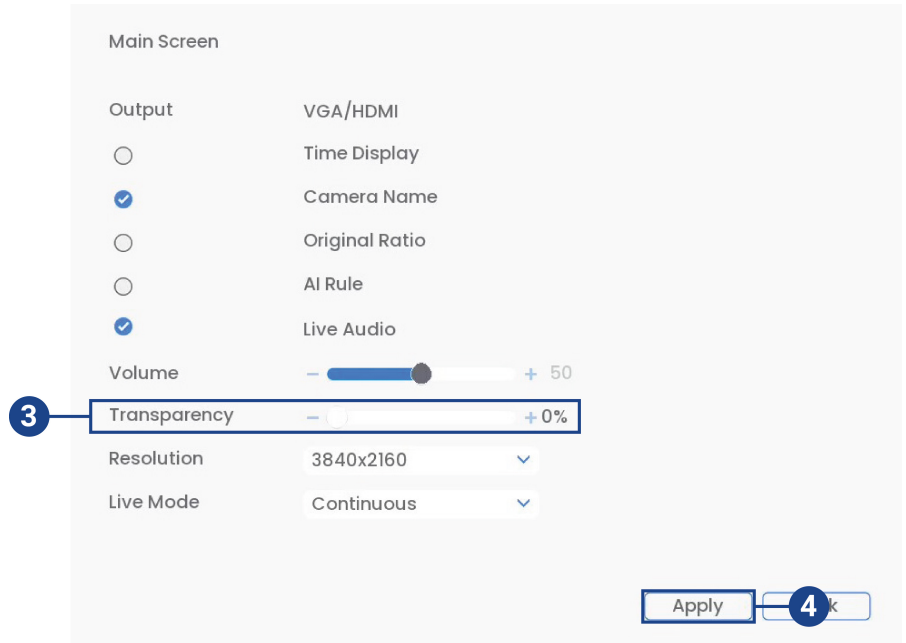 Main Screen
Output VGA/HDMI
Time Display
Camera Name
Original Ratio
AI Rule
Live Audio
Volume − + 50
3 Transparency − + 0%
Resolution 3840x2160
Live Mode Continuous
Apply 4 k